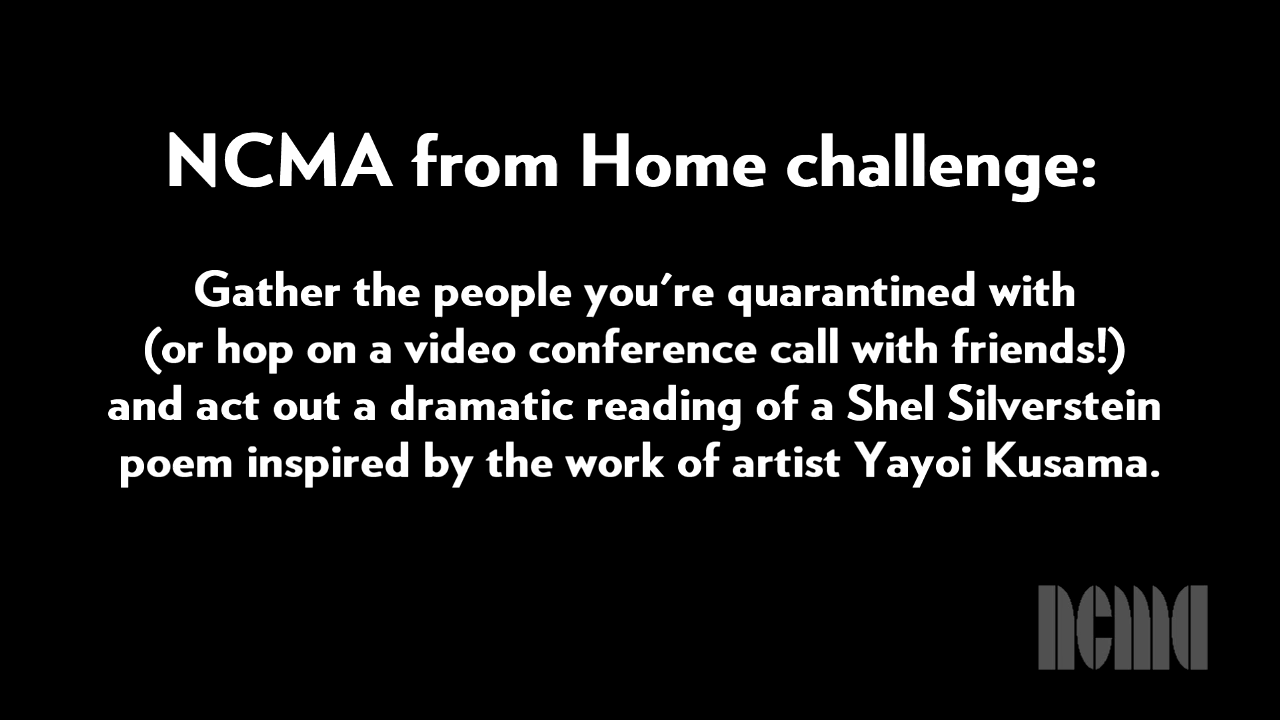 NCMA from Home challenge:
Gather the people you're quarantined with
(or hop on a video conference call with friends!)
and act out a dramatic reading of a Shel Silverstein
poem inspired by the work of artist Yayoi Kusama.
ncma